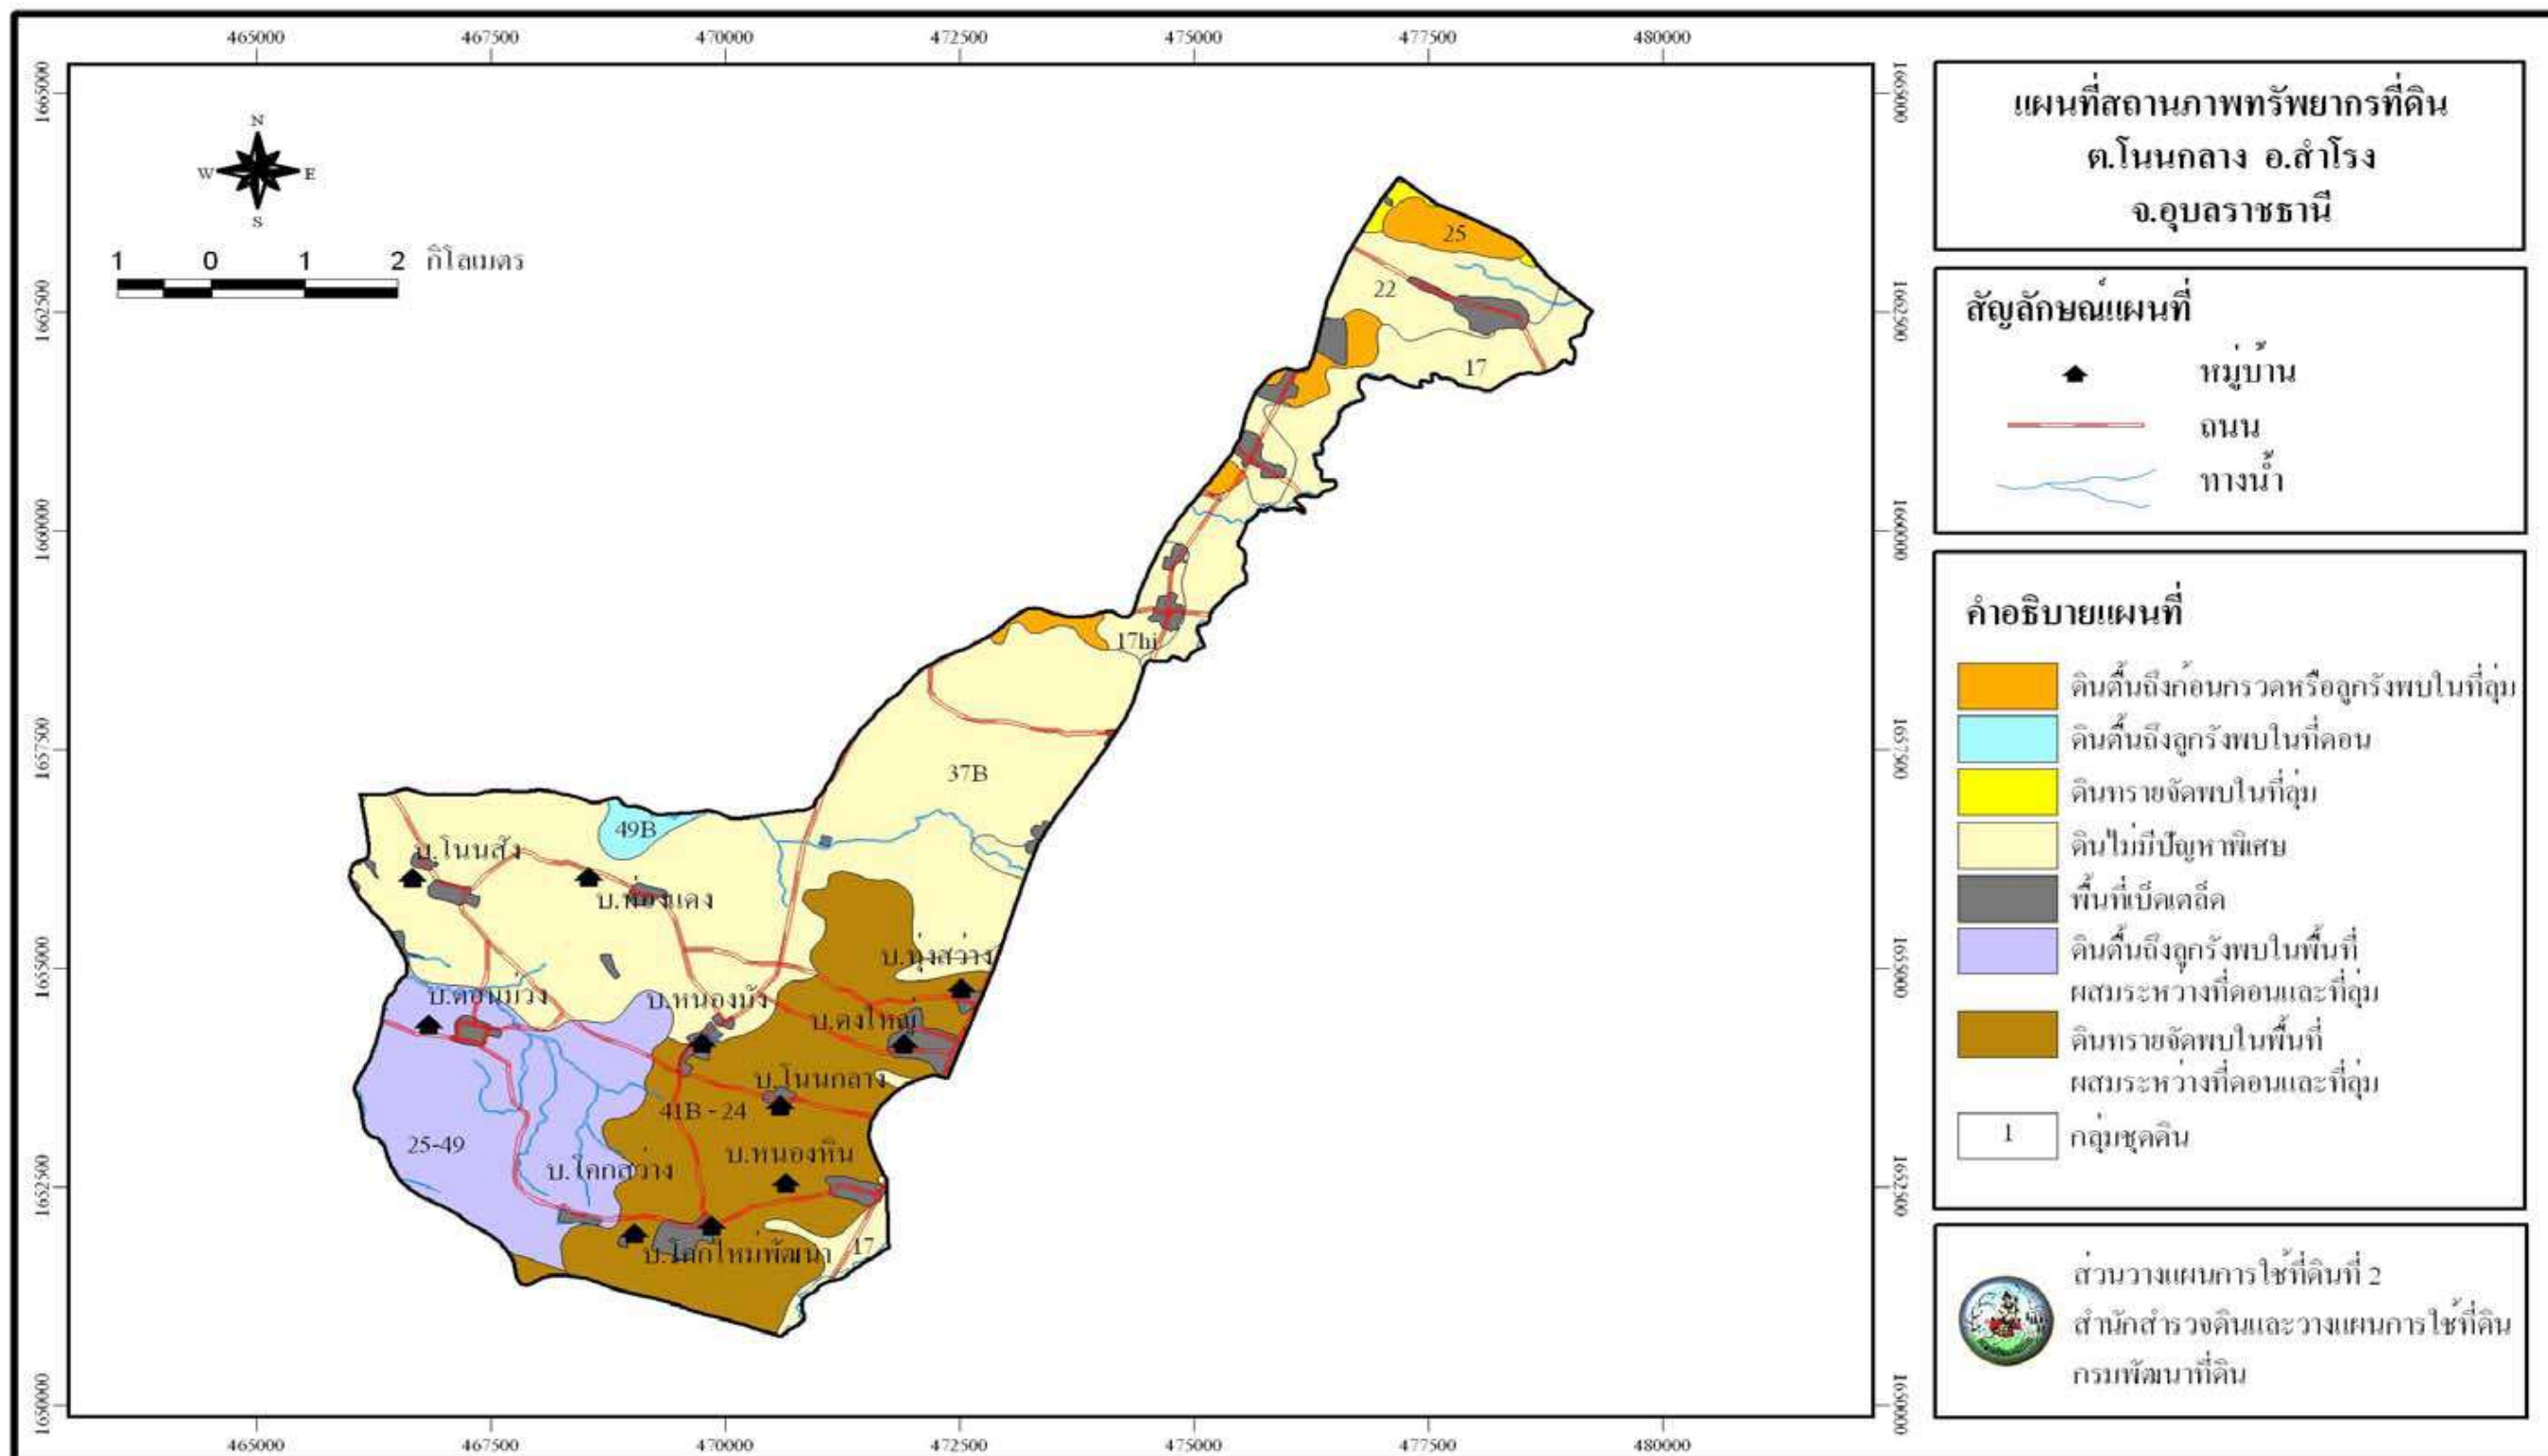 465000 467500 470000 472500 475000 477500 480000
1665000 1662500 1660000 1657500 1655000 1652500 1650000
N
W E
S
1 0 1 2 กิโลเมตร
25
22
17
17hi
37B
49B
บ.โนนสัง
บ.ทุ่งสว่าง
บ.ดอนม่วง
บ.หนองบั่ง
บ.ดงใหญ่
บ.โนนกลาง
41B - 24
25-49
บ.หนองหิน
บ.โคกสว่าง
17
บ.โคกใหม่พัฒนา
1665000 1662500 1660000 1657500 1655000 1652500 1650000
465000 467500 470000 472500 475000 477500 480000
แผนที่สถานภาพทรัพยากรที่ดิน
ต.โนนกลาง อ.สำโรง
จ.อุบลราชธานี
สัญลักษณ์แผนที่
หมู่บ้าน
ถนน
ทางน้ำ
คำอธิบายแผนที่
ดินตื้นถึงก้อนกรวดหรือลูกรังพบในที่ลุ่ม
ดินตื้นถึงลูกรังพบในที่ดอน
ดินทรายจัดพบในที่ลุ่ม
ดินไม่มีปัญหาพิเศษ
พื้นที่เบ็ดเตล็ด
ดินตื้นถึงลูกรังพบในพื้นที่
ผสมระหว่างที่ดอนและที่ลุ่ม
ดินทรายจัดพบในพื้นที่
ผสมระหว่างที่ดอนและที่ลุ่ม
1 กลุ่มชุดดิน
ส่วนวางแผนการใช้ที่ดินที่ 2
สำนักสำรวจดินและวางแผนการใช้ที่ดิน
กรมพัฒนาที่ดิน